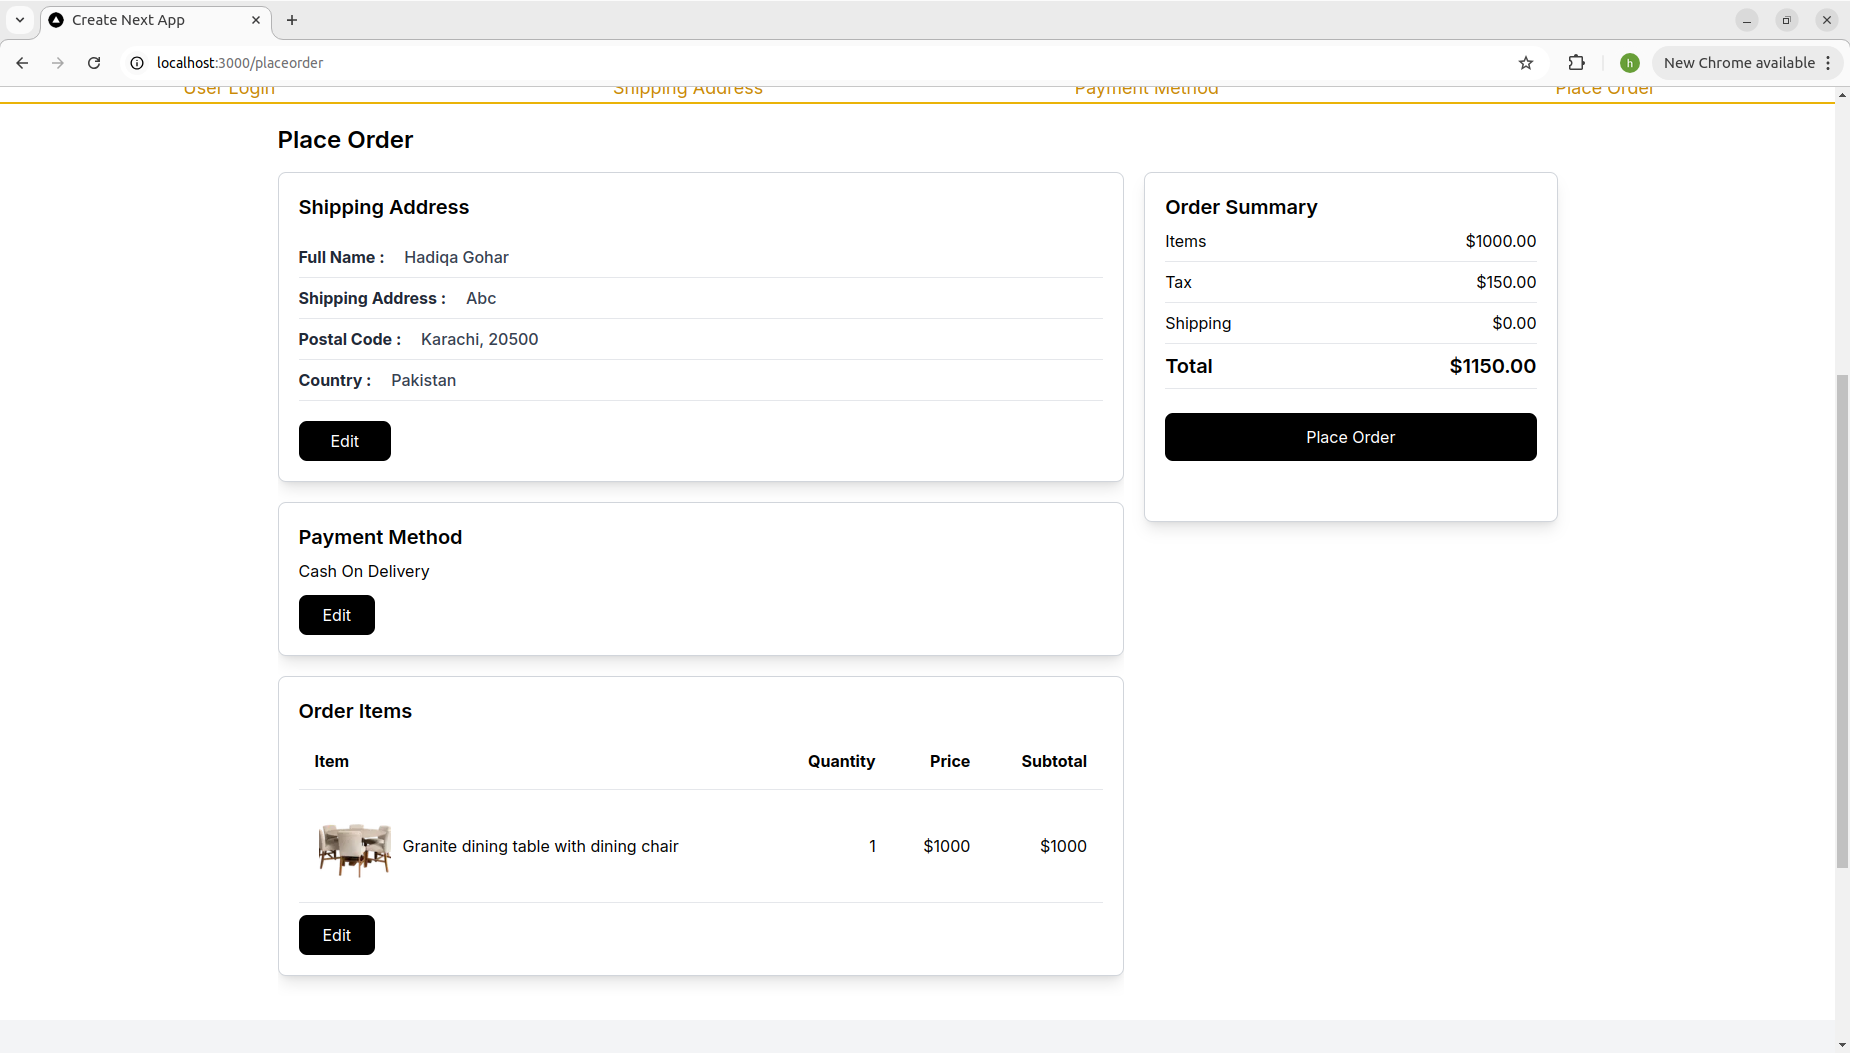 Create Next App
localhost:3000/placeorder
h
New Chrome available
User Login Shipping Address Payment Method Place Order
Place Order
Shipping Address
Full Name : Hadiqa Gohar
Shipping Address : Abc
Postal Code : Karachi, 20500
Country : Pakistan
Edit
Payment Method
Cash On Delivery
Edit
Order Items
Item Quantity Price Subtotal
Granite dining table with dining chair 1 $1000 $1000
Edit
Order Summary
Items $1000.00
Tax $150.00
Shipping $0.00
Total $1150.00
Place Order